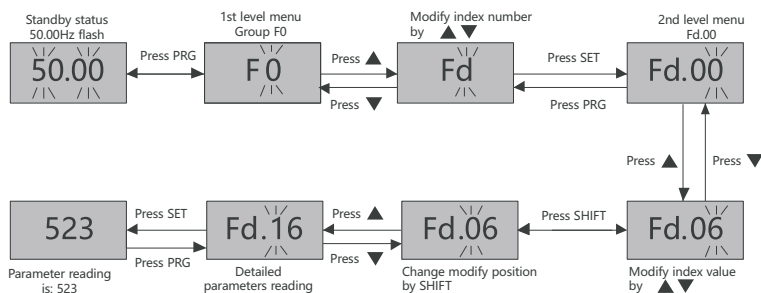 Standby status
50.00Hz flash
1st level menu
Group F0
Modify index number
by ▲ ▼
2nd level menu
Fd.00
50.00
Press PRG
F0
Press ▲
Press ▼
Fd
Press SET
Press PRG
Fd.00
Press ▲
Press ▼
523
Press SET
Press PRG
Fd.16
Press ▲
Press ▼
Fd.06
Press SHIFT
Fd.06
Parameter reading
is: 523
Detailed
parameters reading
Change modify position
by SHIFT
Modify index value
by ▲ ▼